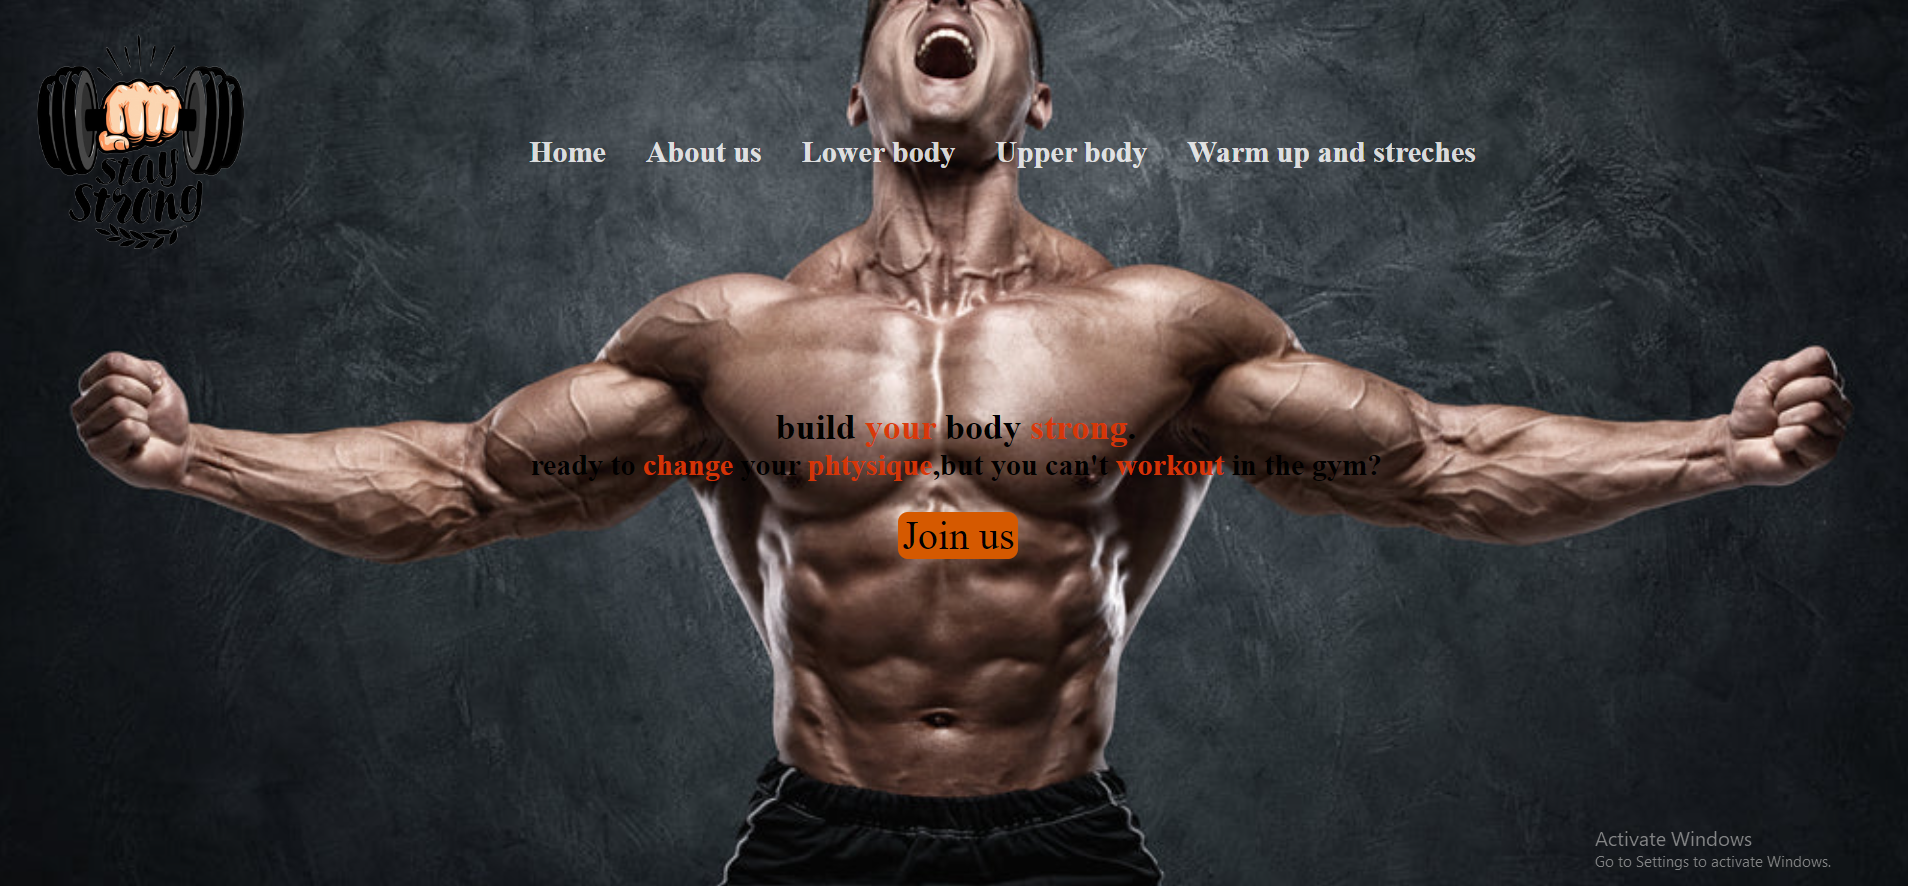 stay
Strong
Home About us Lower body Upper body Warm up and streches
build your body strong.
ready to change your phtysique,but you can't workout in the gym?
Join us
Activate Windows
Go to Settings to activate Windows.